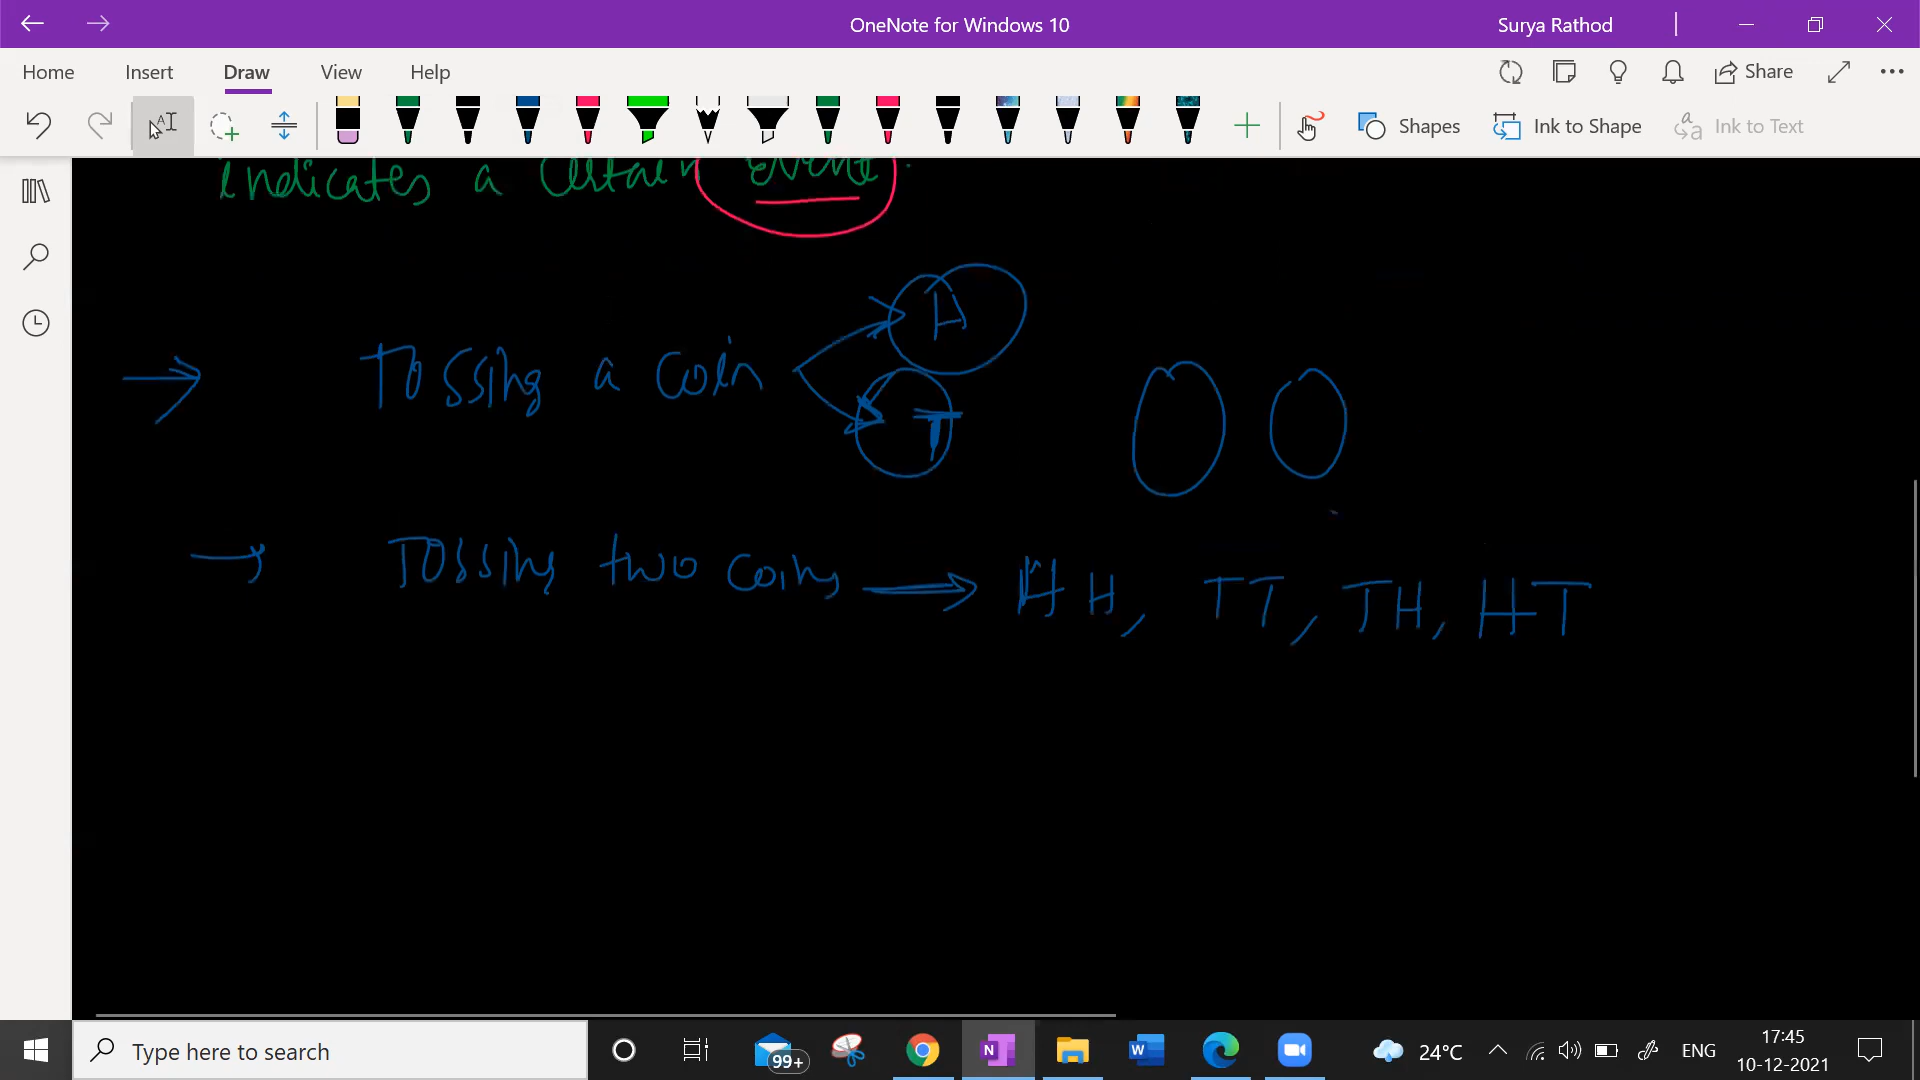 OneNote for Windows 10
Surya Rathod
Home Insert Draw View Help
Share
Shapes Ink to Shape Ink to Text
indicates a certain event.
Tossing a coin H
T
Tossing two coins HH, TT, TH, HT
Type here to search
99+
24°C
ENG
17:45
10-12-2021